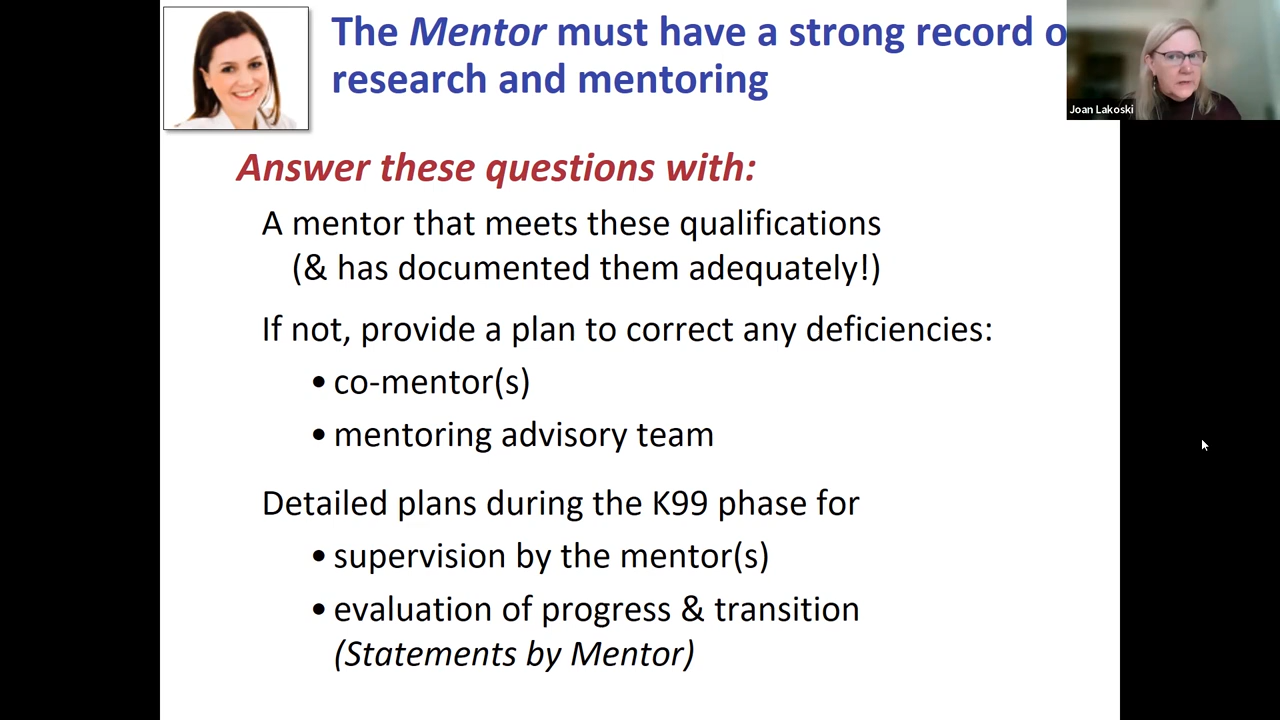 The Mentor must have a strong record o
research and mentoring
Joan Lakoski
Answer these questions with:
A mentor that meets these qualifications
(& has documented them adequately!)
If not, provide a plan to correct any deficiencies:
• co-mentor(s)
• mentoring advisory team
Detailed plans during the K99 phase for
• supervision by the mentor(s)
• evaluation of progress & transition
(Statements by Mentor)